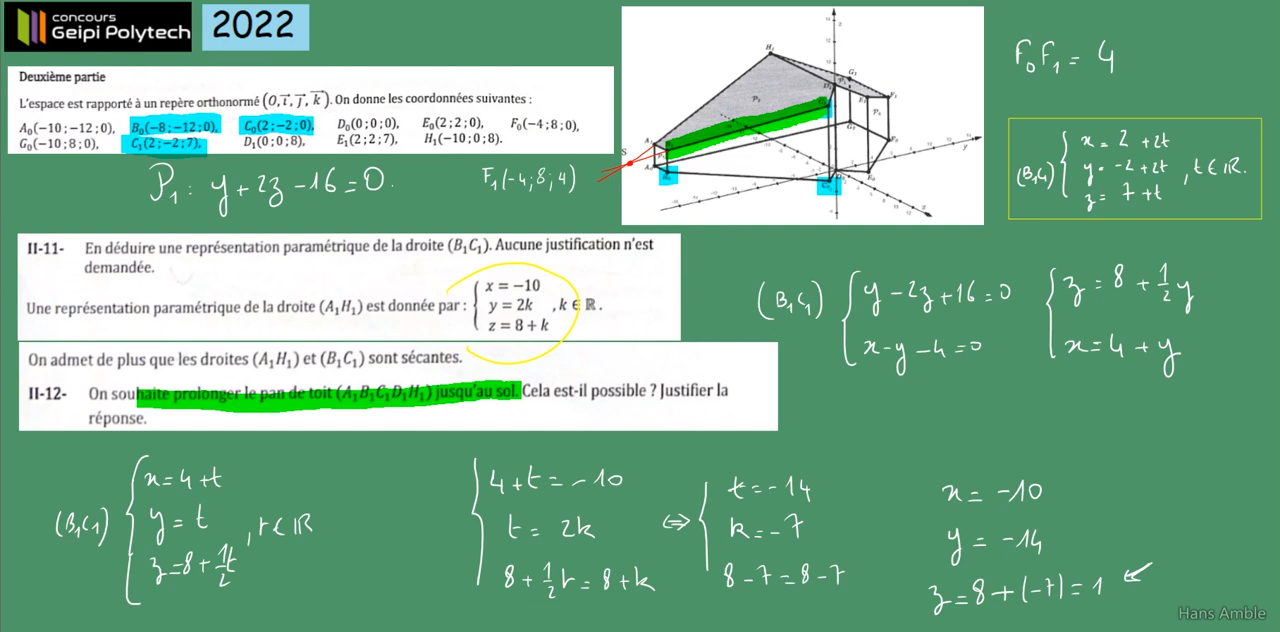 concours
Geipi Polytech
2022
Deuxième partie
L'espace est rapporté à un repère orthonormé (O, i⃗, j⃗, k⃗). On donne les coordonnées suivantes :
A₀(−10 ; −12 ; 0), B₀(−8 ; −12 ; 0), C₀(2 ; −2 ; 0), D₀(0 ; 0 ; 0), E₀(2 ; 2 ; 0), F₀(−4 ; 8 ; 0),
G₀(−10 ; 8 ; 0), C₁(2 ; −2 ; 7), D₁(0 ; 0 ; 8), E₁(2 ; 2 ; 7), H₁(−10 ; 0 ; 8).
P₁ : y + 2z − 16 = 0.
F₁(−4 ; 8 ; 4)
F₀F₁ = 4
(B₁C₁) { x = 2 + 2t
y = −2 + 2t , t ∈ ℝ.
z = 7 + t
II-11- En déduire une représentation paramétrique de la droite (B₁C₁). Aucune justification n'est
demandée.
Une représentation paramétrique de la droite (A₁H₁) est donnée par : { x = −10
y = 2k , k ∈ ℝ.
z = 8 + k
On admet de plus que les droites (A₁H₁) et (B₁C₁) sont sécantes.
II-12- On souhaite prolonger le pan de toit (A₁B₁C₁D₁H₁) jusqu'au sol. Cela est-il possible ? Justifier la
réponse.
(B₁C₁) { y − 2z + 16 = 0
x − y − 4 = 0
{ z = 8 + 1/2 y
x = 4 + y
(B₁C₁) { x = 4 + t
y = t , t ∈ ℝ
z = 8 + 1/2 t
{ 4 + t = −10
t = 2k
8 + 1/2 t = 8 + k
⇔ { t = −14
k = −7
8 − 7 = 8 − 7
x = −10
y = −14
z = 8 + (−7) = 1
Hans Amble